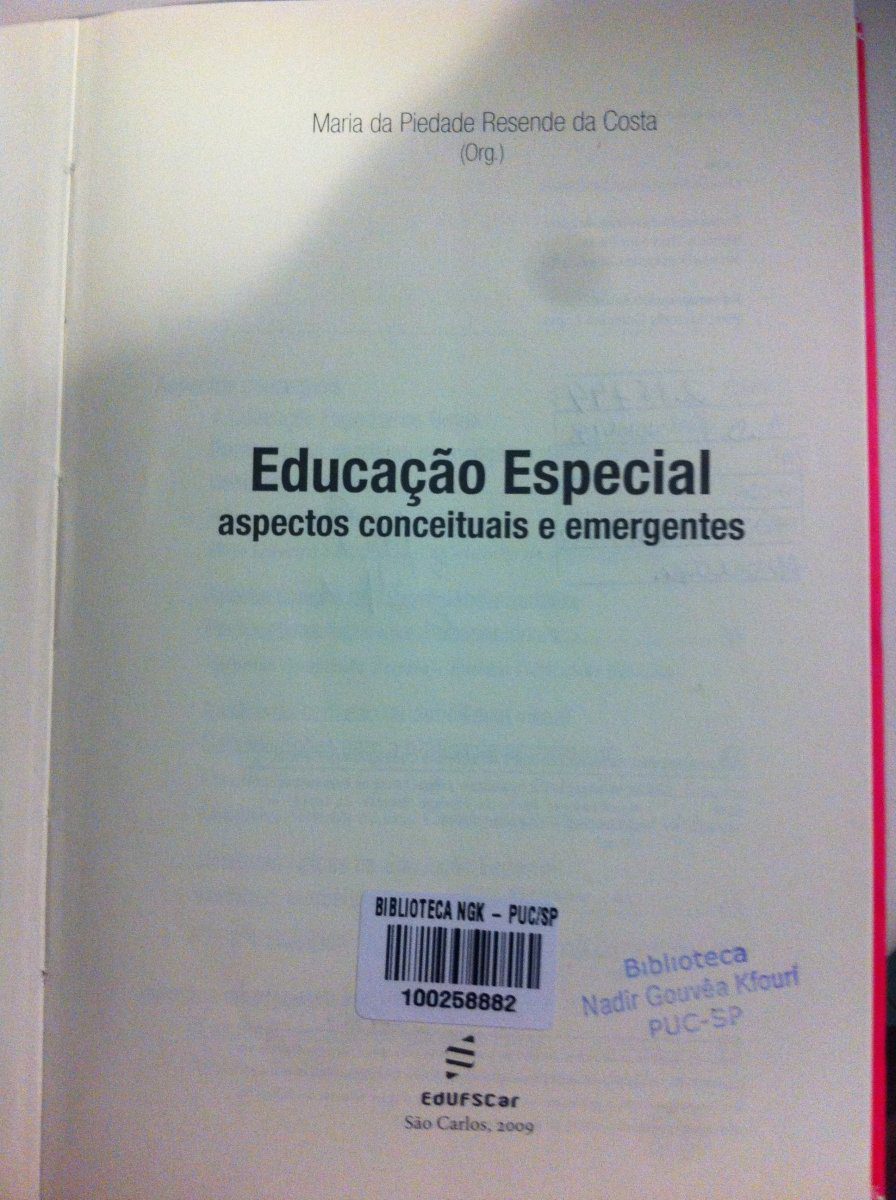 Maria da Piedade Resende da Costa
(Org.)
Educação Especial
aspectos conceituais e emergentes
BIBLIOTECA NGK – PUC/SP
100258882
Biblioteca
Nadir Gouvêa Kfouri
PUC-SP
EdUFSCar
São Carlos, 2009